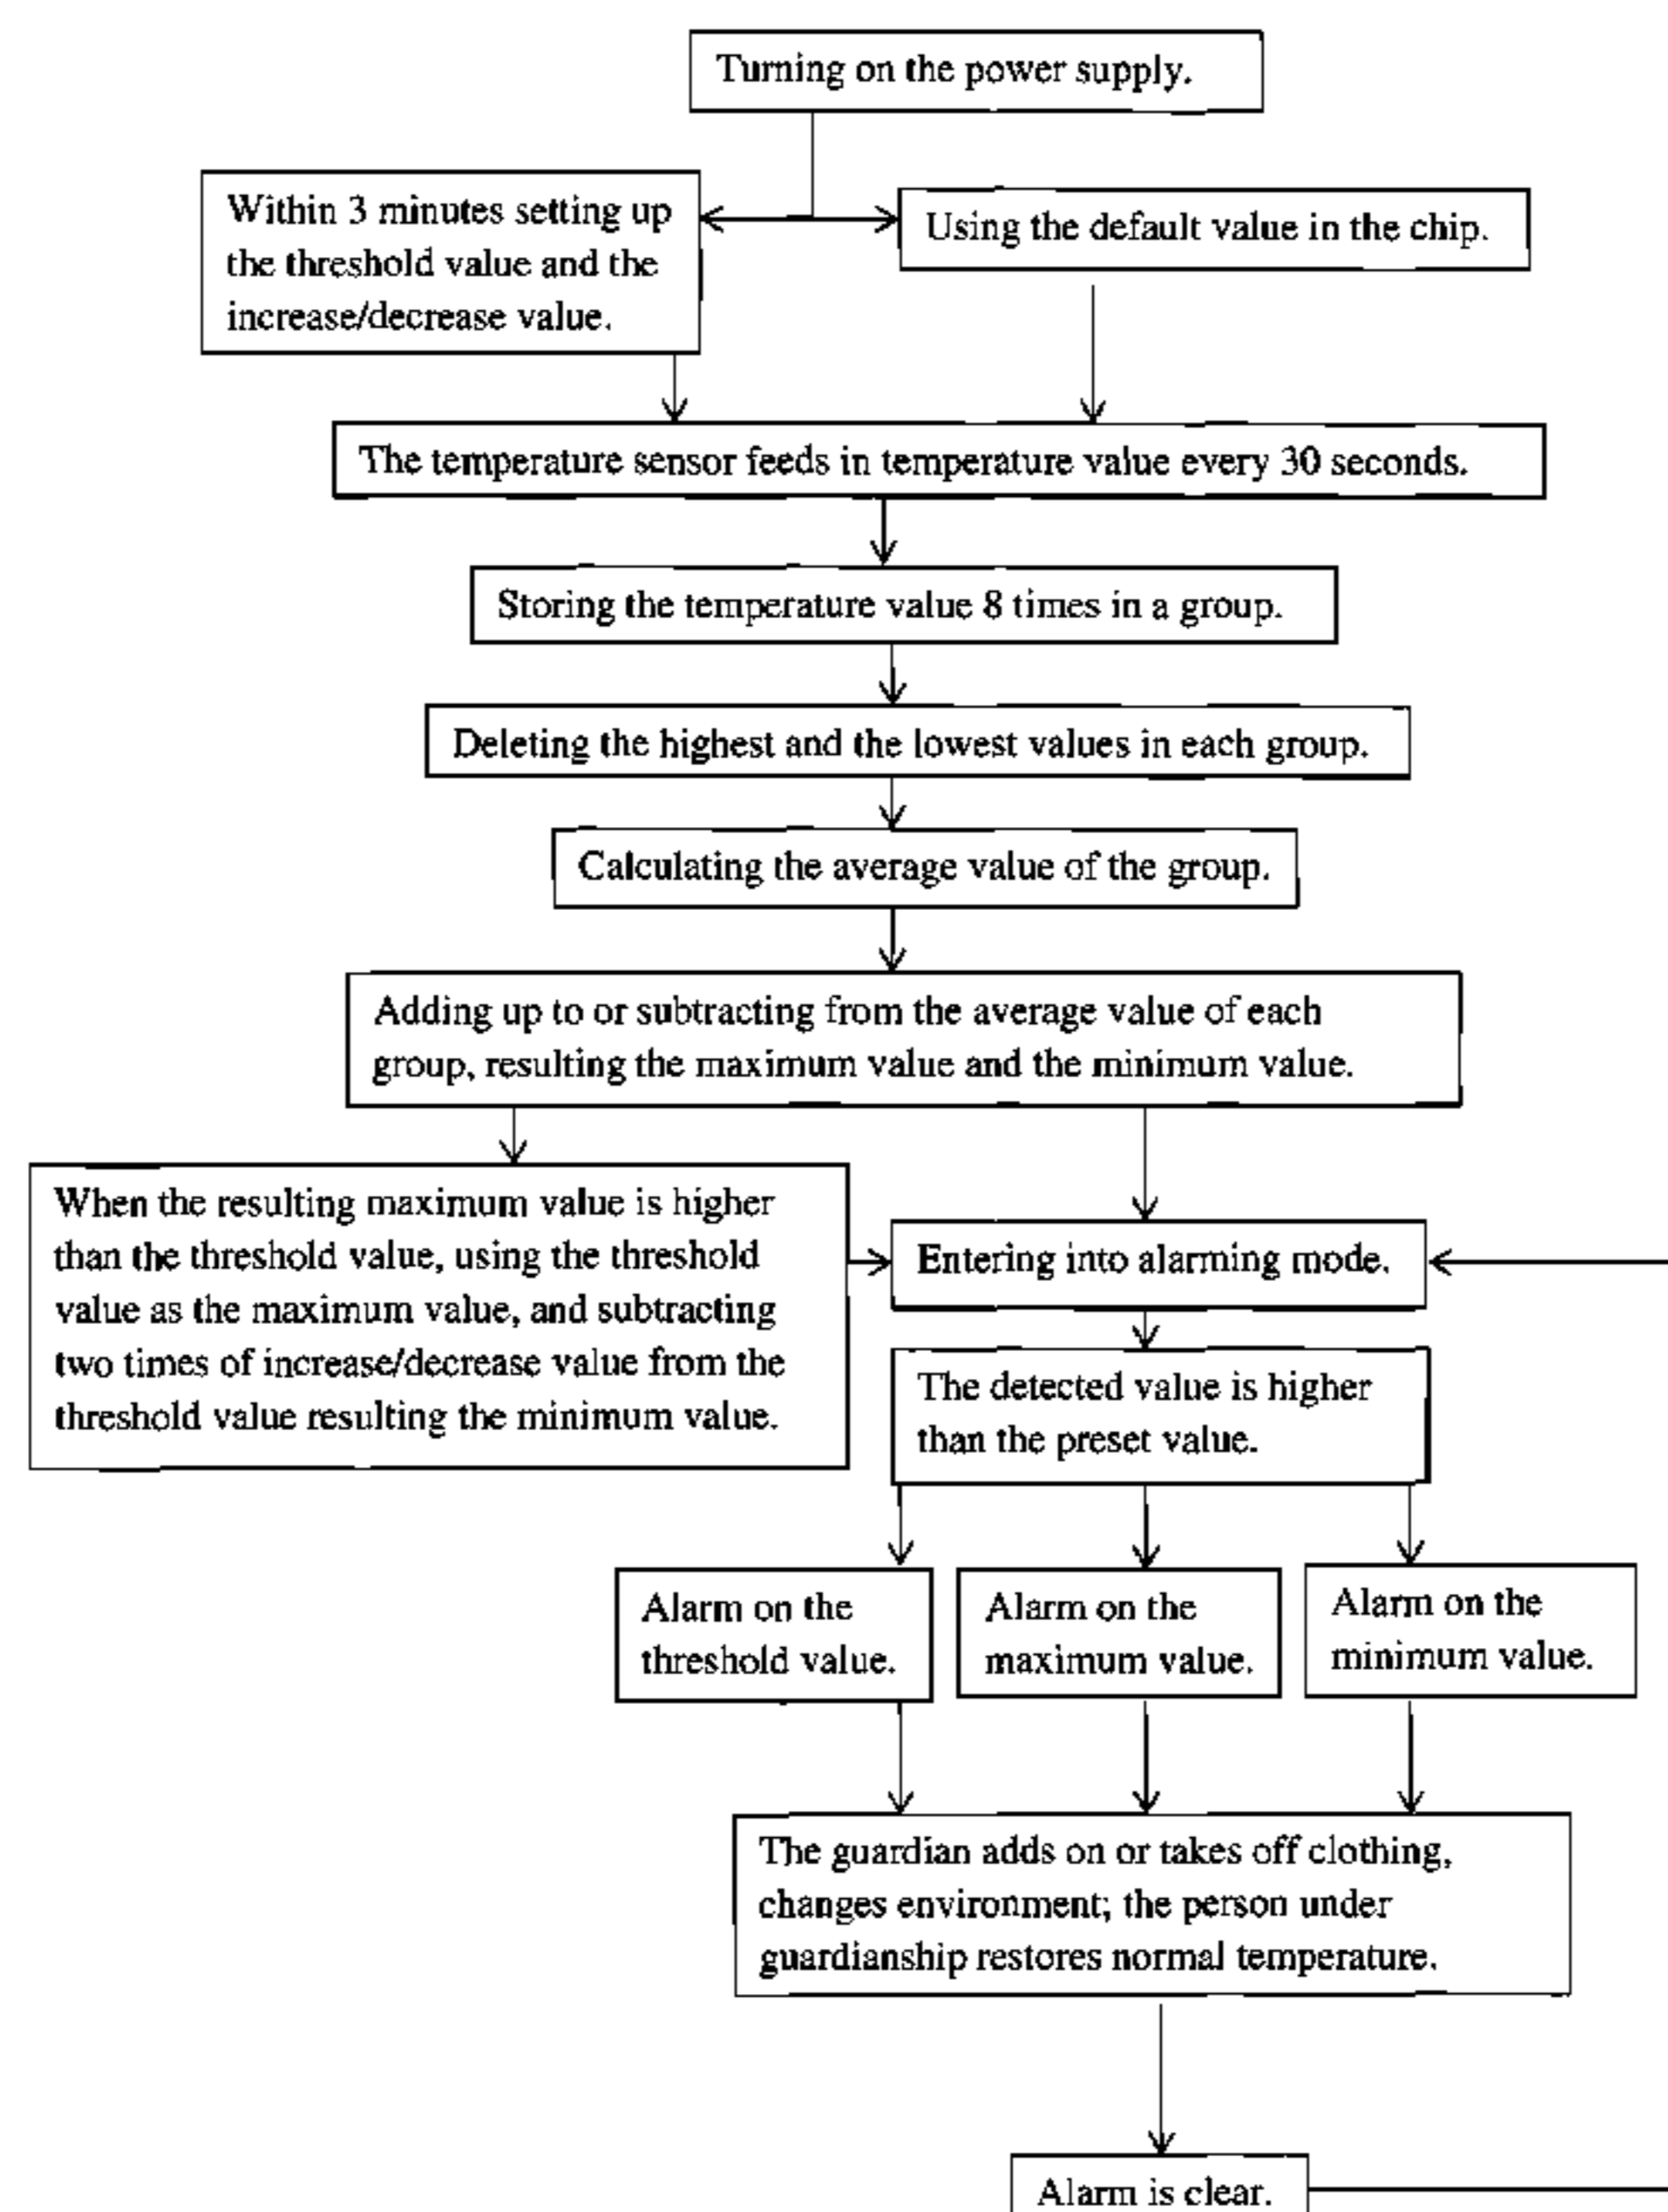 Turning on the power supply.
Within 3 minutes setting up
the threshold value and the
increase/decrease value.
Using the default value in the chip.
The temperature sensor feeds in temperature value every 30 seconds.
Storing the temperature value 8 times in a group.
Deleting the highest and the lowest values in each group.
Calculating the average value of the group.
Adding up to or subtracting from the average value of each
group, resulting the maximum value and the minimum value.
When the resulting maximum value is higher
than the threshold value, using the threshold
value as the maximum value, and subtracting
two times of increase/decrease value from the
threshold value resulting the minimum value.
Entering into alarming mode.
The detected value is higher
than the preset value.
Alarm on the
threshold value.
Alarm on the
maximum value.
Alarm on the
minimum value.
The guardian adds on or takes off clothing,
changes environment; the person under
guardianship restores normal temperature.
Alarm is clear.